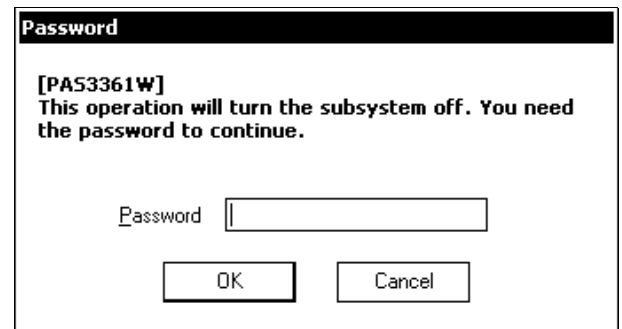 Password
[PAS3361W]
This operation will turn the subsystem off. You need
the password to continue.
Password
OK
Cancel